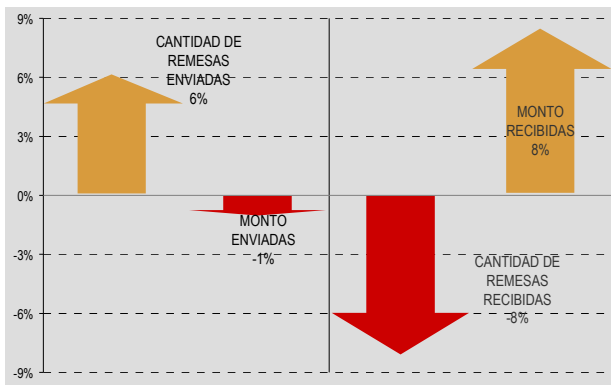 9%
6%
3%
0%
-3%
-6%
-9%
CANTIDAD DE
REMESAS
ENVIADAS
6%
MONTO
ENVIADAS
-1%
MONTO
RECIBIDAS
8%
CANTIDAD DE
REMESAS
RECIBIDAS
-8%